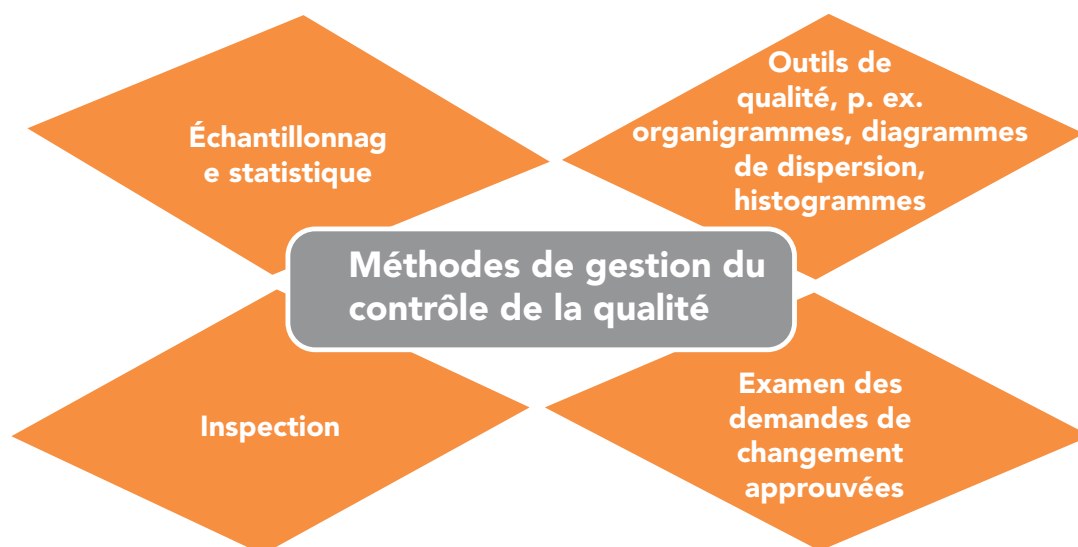 Échantillonnag
e statistique
Outils de
qualité, p. ex.
organigrammes, diagrammes
de dispersion,
histogrammes
Méthodes de gestion du
contrôle de la qualité
Inspection
Examen des
demandes de
changement
approuvées